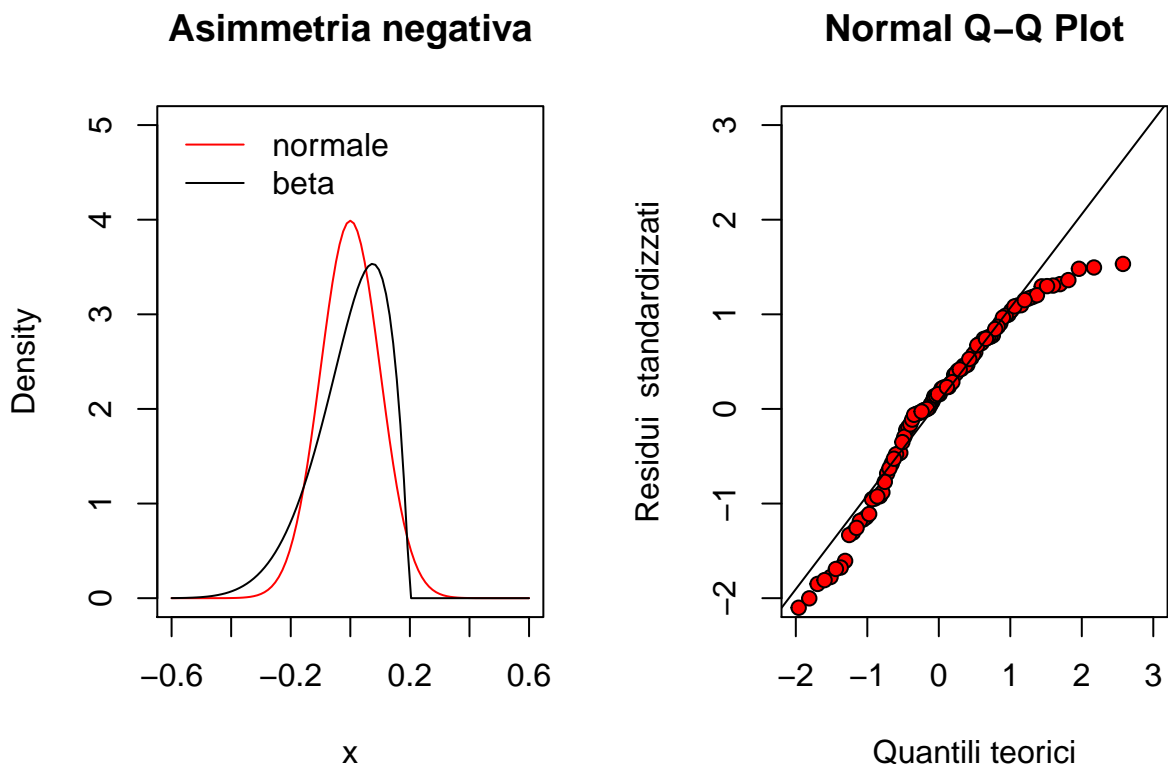 Asimmetria negativa
5
4
3
2
1
0
Density
normale
beta
−0.6
−0.2
0.2
0.6
x
Normal Q−Q Plot
3
2
1
0
−1
−2
Residui standardizzati
−2
−1
0
1
2
3
Quantili teorici